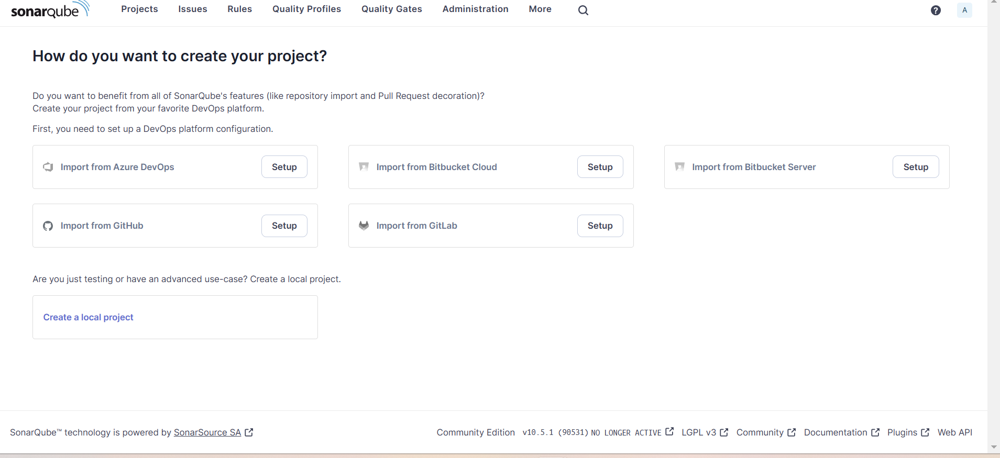 sonarqube Projects Issues Rules Quality Profiles Quality Gates Administration More ? A
How do you want to create your project?
Do you want to benefit from all of SonarQube's features (like repository import and Pull Request decoration)?
Create your project from your favorite DevOps platform.
First, you need to set up a DevOps platform configuration.
Import from Azure DevOps Setup Import from Bitbucket Cloud Setup Import from Bitbucket Server Setup
Import from GitHub Setup Import from GitLab Setup
Are you just testing or have an advanced use-case? Create a local project.
Create a local project
SonarQube™ technology is powered by SonarSource SA Community Edition v10.5.1 (90531) NO LONGER ACTIVE LGPL v3 Community Documentation Plugins Web API